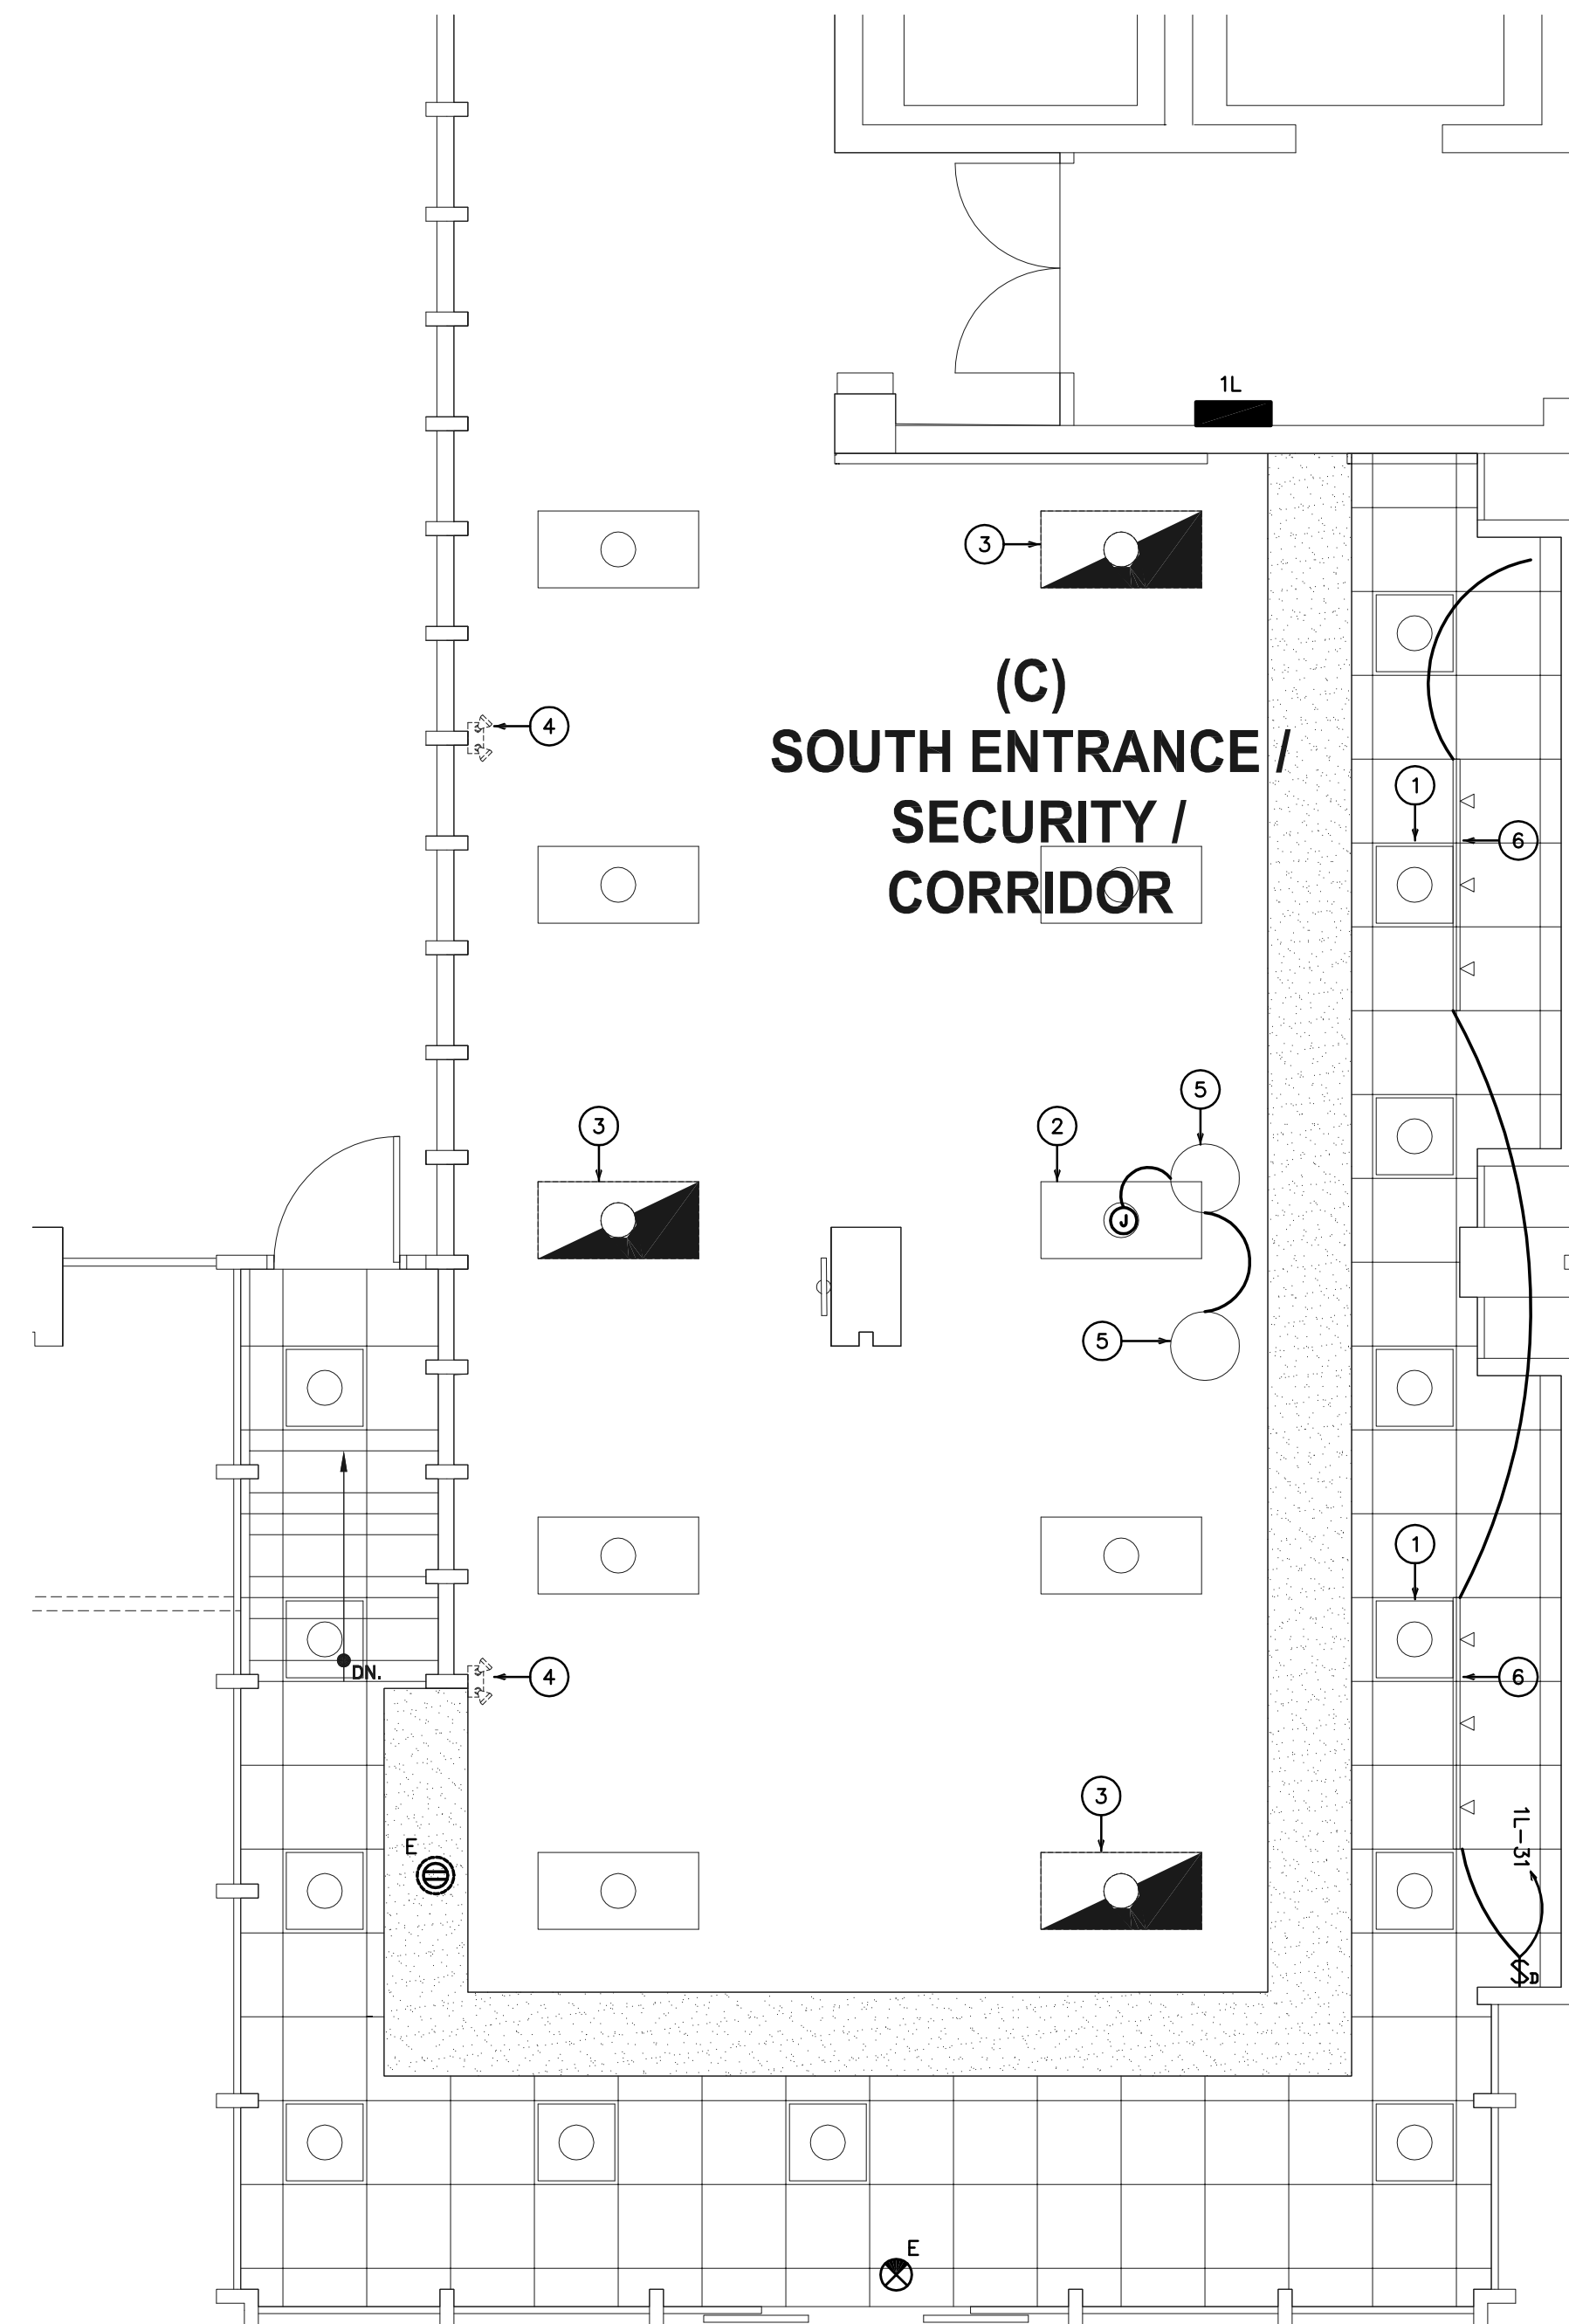 1L
3
(C)
SOUTH ENTRANCE /
SECURITY /
CORRIDOR
4
1
6
5
3
2
J
5
1
DN.
4
6
3
1L-31
E
$D
E